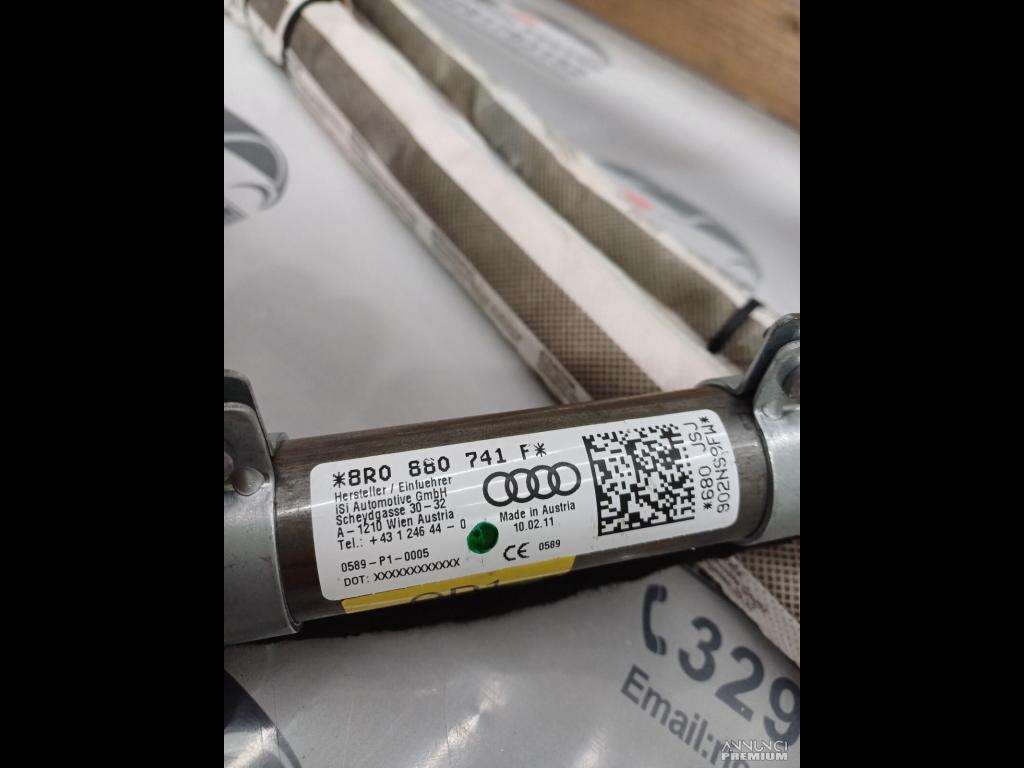 *8R0 880 741 F*
Hersteller / Einfuehrer
iSi Automotive GmbH
Scheydgasse 30-32
A-1210 Wien Austria
Tel.: +43 1 246 44-0
0589-P1-0005
DOT: XXXXXXXXXXXX
Made in Austria
10.02.11
CE 0589
*680 JSJ
902NS9FW*
329
Email:
ANNUNCI
PREMIUM